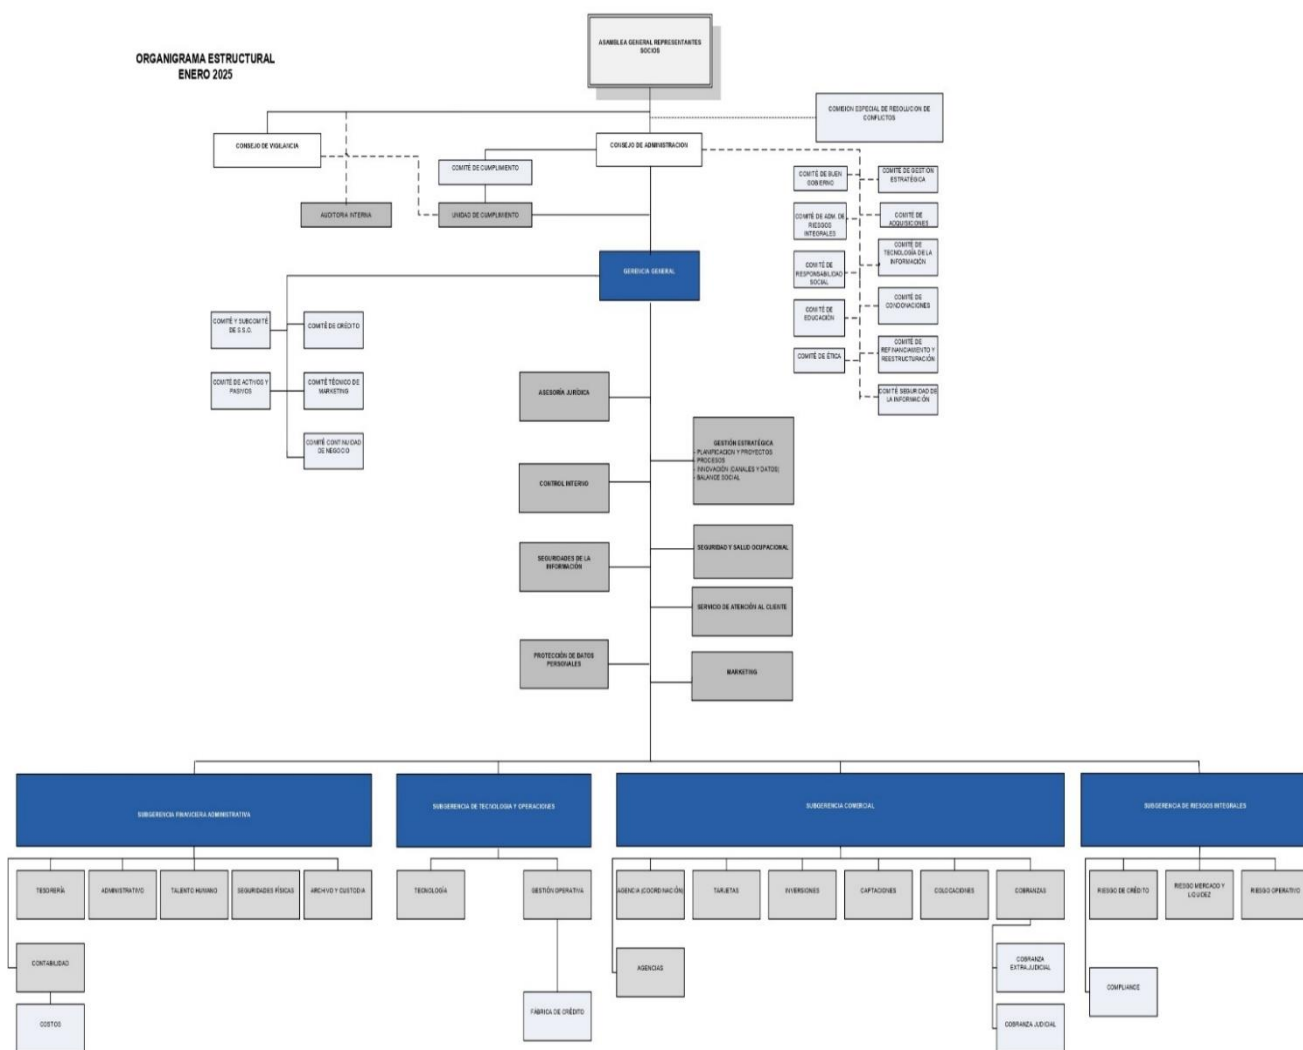 ORGANIGRAMA ESTRUCTURAL
ENERO 2025
ASAMBLEA GENERAL REPRESENTANTES
SOCIOS
COMISION ESPECIAL DE RESOLUCION DE
CONFLICTOS
CONSEJO DE VIGILANCIA
CONSEJO DE ADMINISTRACION
COMITÉ DE CUMPLIMIENTO
AUDITORIA INTERNA
UNIDAD DE CUMPLIMIENTO
COMITÉ DE BUEN
GOBIERNO
COMITÉ DE GESTIÓN
ESTRATÉGICA
COMITÉ DE ADM. DE
RIESGOS
INTEGRALES
COMITÉ DE
ADQUISICIONES
COMITÉ DE
TECNOLOGÍA DE LA
INFORMACIÓN
COMITÉ DE
RESPONSABILIDAD
SOCIAL
COMITÉ DE
CONDONACIONES
COMITÉ DE
EDUCACIÓN
COMITÉ DE
REFINANCIAMIENTO Y
REESTRUCTURACIÓN
COMITÉ DE ÉTICA
COMITÉ SEGURIDAD DE
LA INFORMACIÓN
GERENCIA GENERAL
COMITÉ Y SUBCOMITÉ
DE S.S.O.
COMITÉ DE CRÉDITO
COMITÉ DE ACTIVOS Y
PASIVOS
COMITÉ TÉCNICO DE
MARKETING
COMITÉ CONTINUIDAD
DE NEGOCIO
ASESORÍA JURÍDICA
GESTIÓN ESTRATÉGICA
- PLANIFICACION Y PROYECTOS
- PROCESOS
- INNOVACIÓN (CANALES Y DATOS)
- BALANCE SOCIAL
CONTROL INTERNO
SEGURIDAD Y SALUD OCUPACIONAL
SEGURIDADES DE LA
INFORMACIÓN
SERVICIO DE ATENCIÓN AL CLIENTE
PROTECCIÓN DE DATOS
PERSONALES
MARKETING
SUBGERENCIA FINANCIERA ADMINISTRATIVA
SUBGERENCIA DE TECNOLOGIA Y OPERACIONES
SUBGERENCIA COMERCIAL
SUBGERENCIA DE RIESGOS INTEGRALES
TESORERÍA
ADMINISTRATIVO
TALENTO HUMANO
SEGURIDADES FÍSICAS
ARCHIVO Y CUSTODIA
TECNOLOGÍA
GESTIÓN OPERATIVA
AGENCIA (COORDINACIÓN)
TARJETAS
INVERSIONES
CAPTACIONES
COLOCACIONES
COBRANZAS
RIESGO DE CRÉDITO
RIESGO MERCADO Y
LIQUIDEZ
RIESGO OPERATIVO
CONTABILIDAD
AGENCIAS
COBRANZA
EXTRAJUDICIAL
COMPLIANCE
COSTOS
FÁBRICA DE CRÉDITO
COBRANZA JUDICIAL